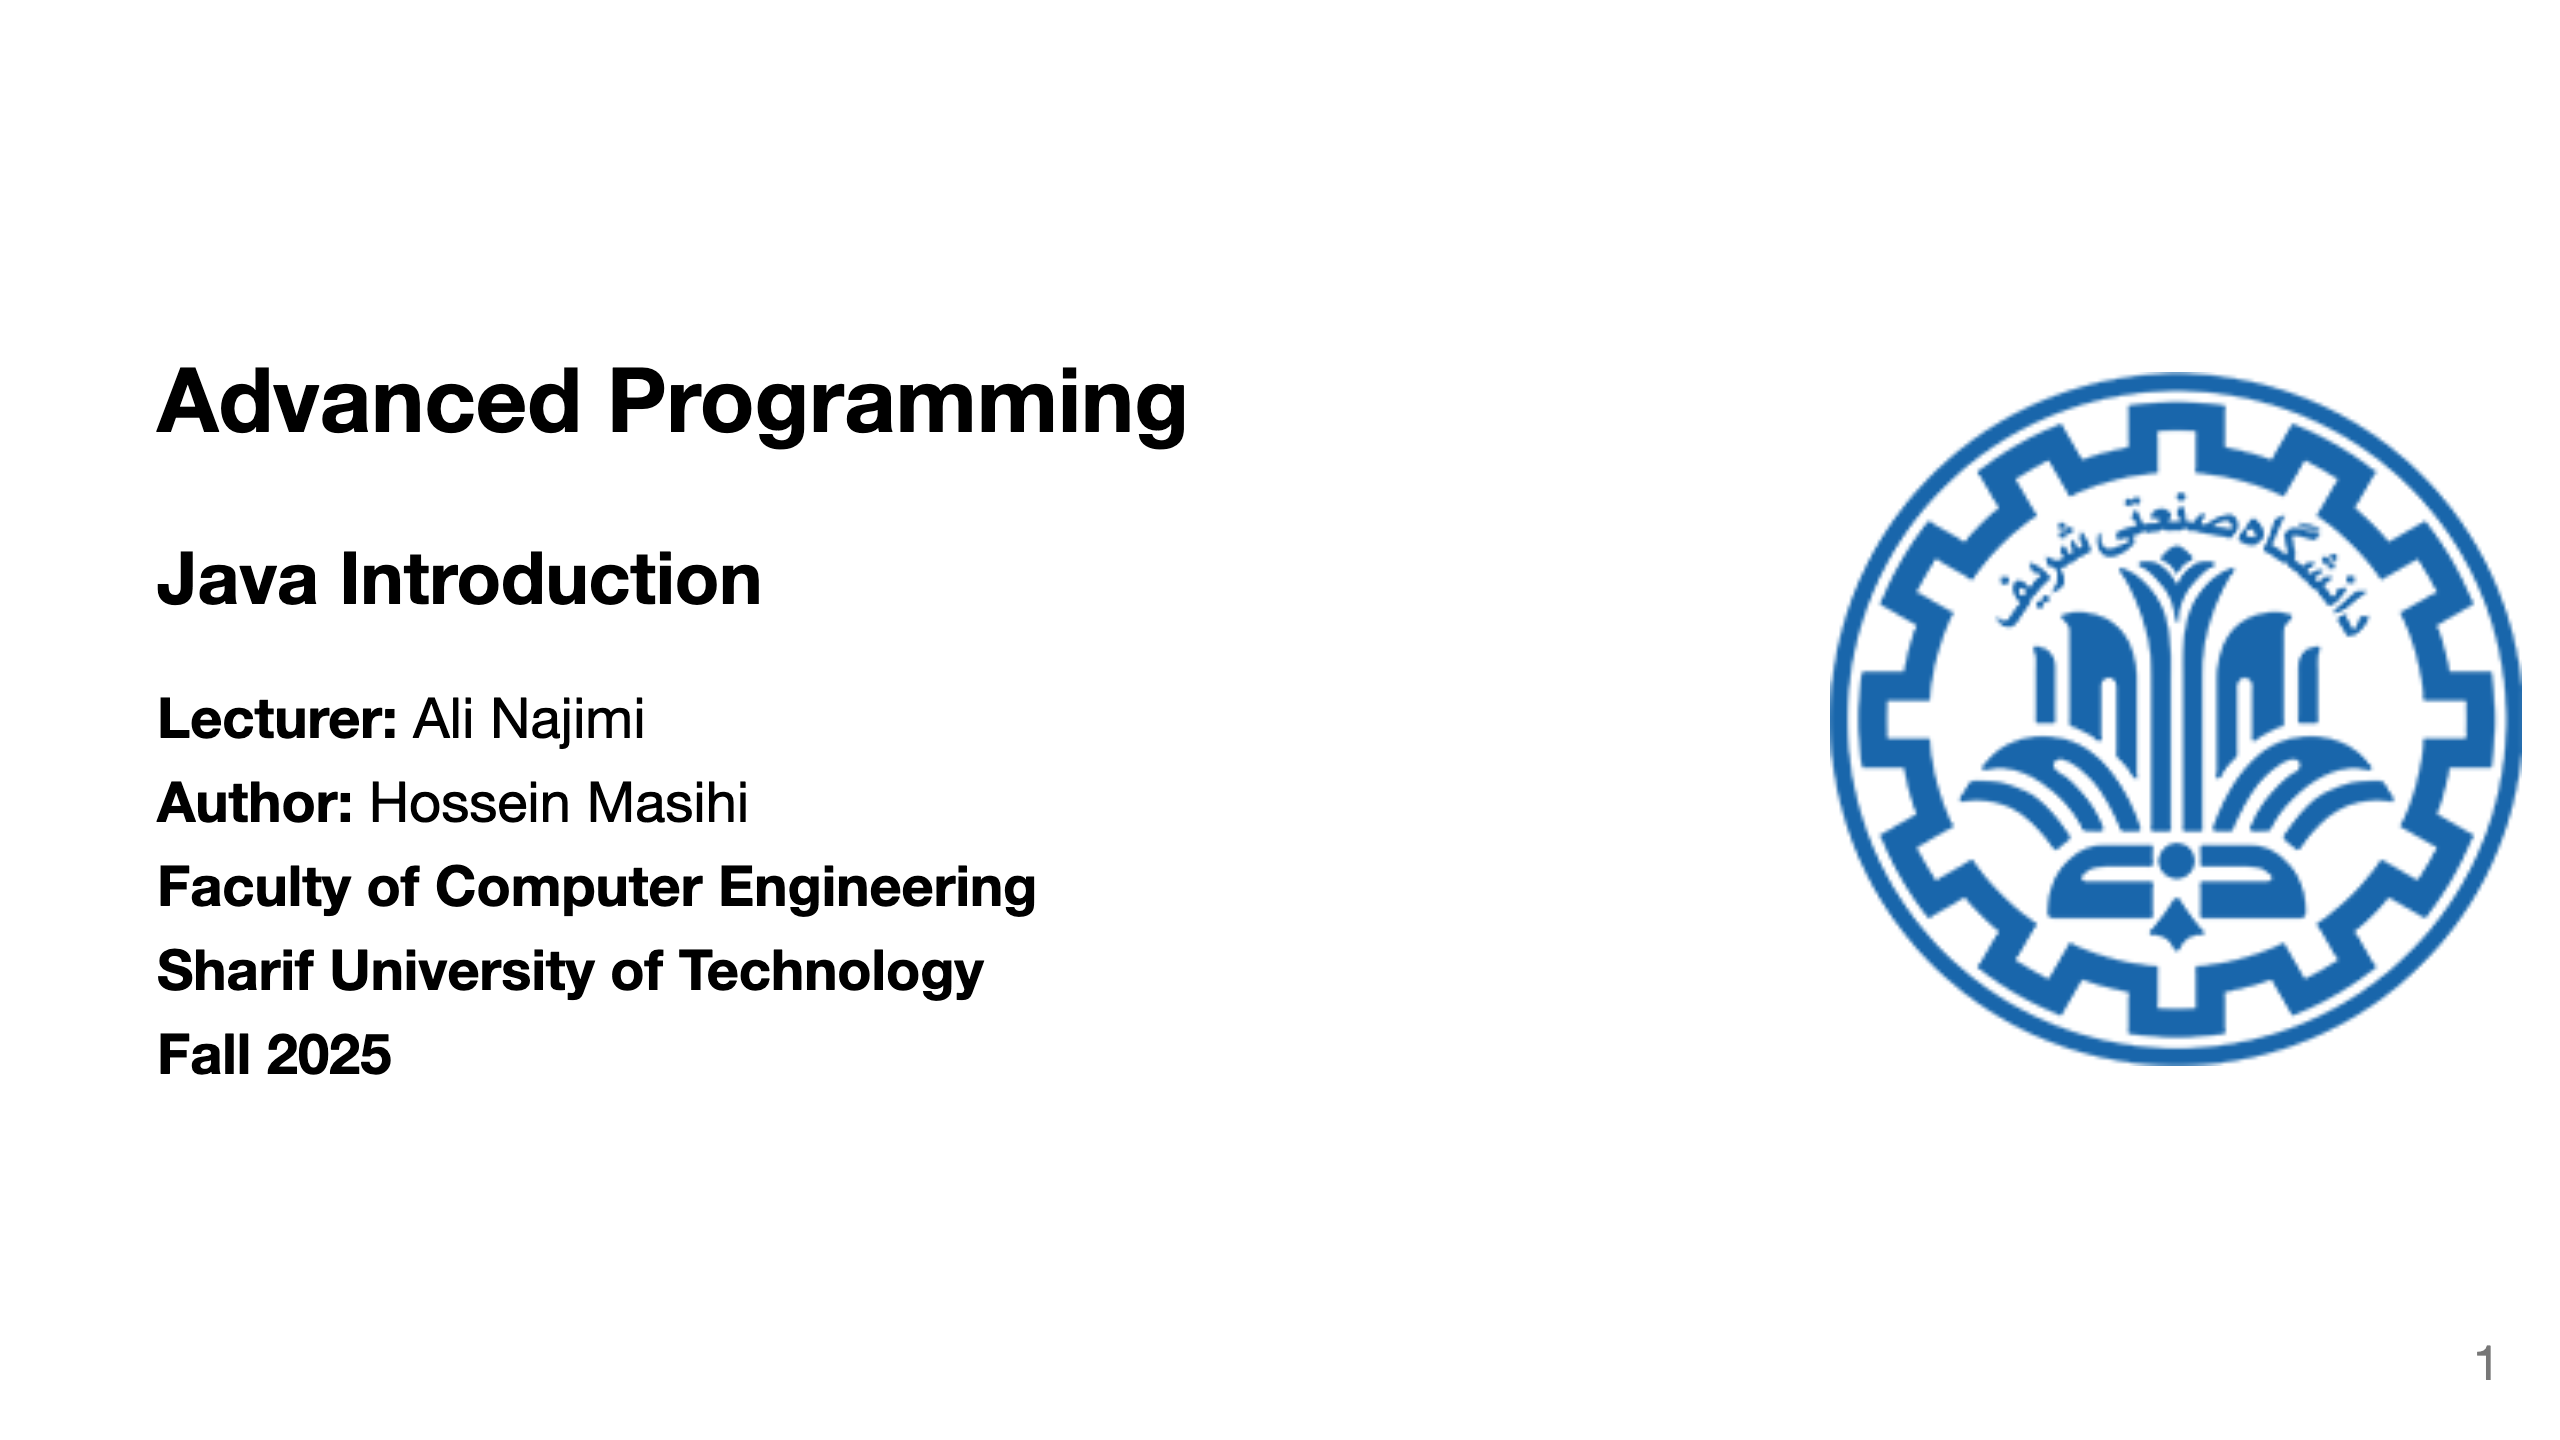 Advanced Programming
Java Introduction
Lecturer: Ali Najimi
Author: Hossein Masihi
Faculty of Computer Engineering
Sharif University of Technology
Fall 2025
دانشگاه صنعتی شریف
1